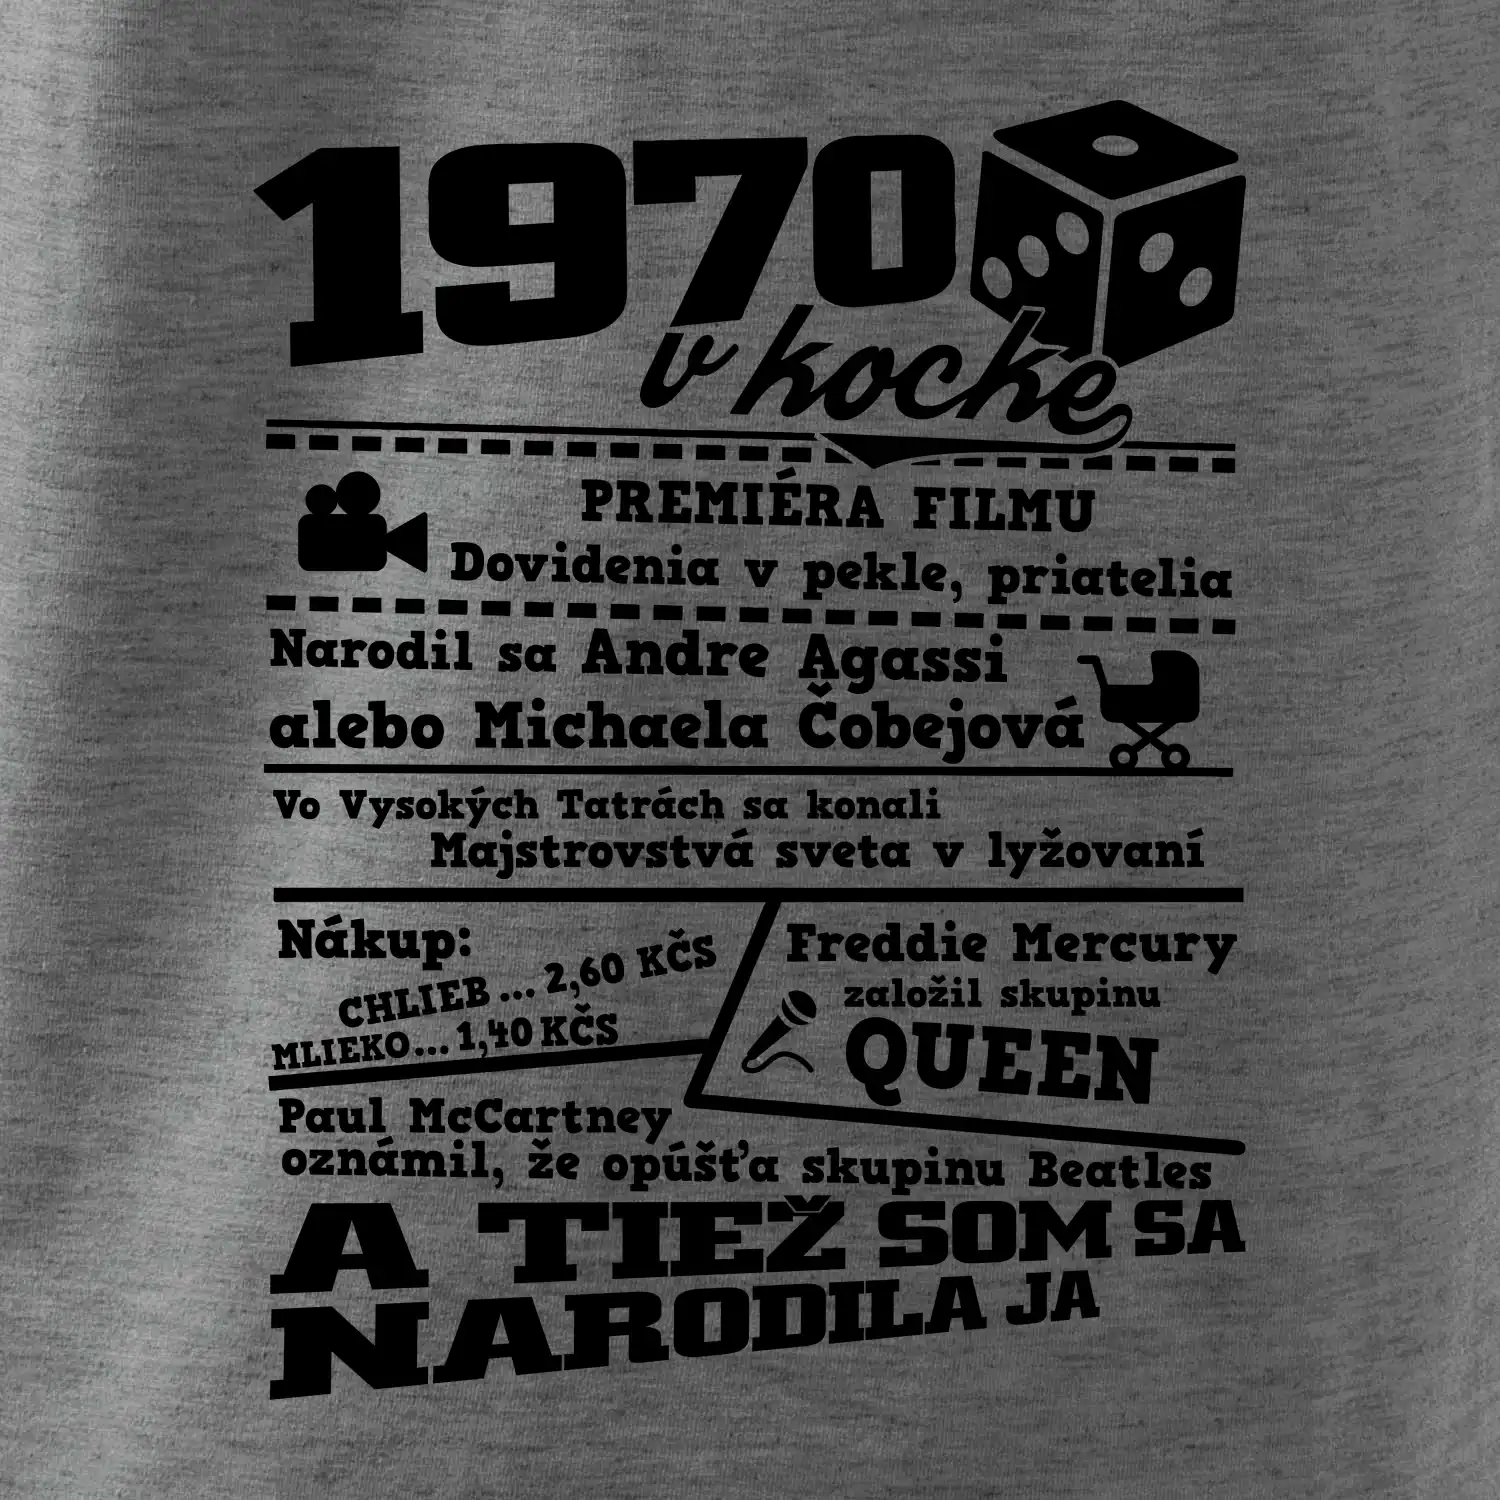 1970
v kocke
PREMIÉRA FILMU
Dovidenia v pekle, priatelia
Narodil sa Andre Agassi
alebo Michaela Čobejová
Vo Vysokých Tatrách sa konali
Majstrovstvá sveta v lyžovaní
Nákup:
CHLIEB ... 2,60 KČS
MLIEKO... 1,40 KČS
Freddie Mercury
založil skupinu
QUEEN
Paul McCartney
oznámil, že opúšťa skupinu Beatles
A TIEŽ SOM SA
NARODILA JA